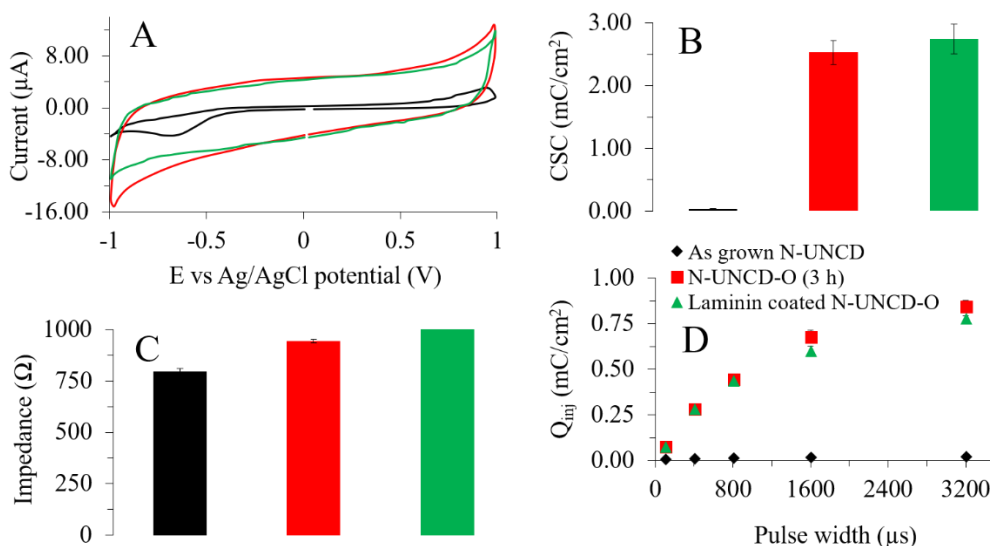 A
Current (µA)
8.00
0.00
-8.00
-16.00
-1
-0.5
0
0.5
1
E vs Ag/AgCl potential (V)
B
CSC (mC/cm²)
3.00
2.00
1.00
0.00
C
Impedance (Ω)
1000
750
500
250
0
◆ As grown N-UNCD
■ N-UNCD-O (3 h)
▲ Laminin coated N-UNCD-O
D
Qinj (mC/cm²)
1.00
0.75
0.50
0.25
0.00
0
800
1600
2400
3200
Pulse width (µs)